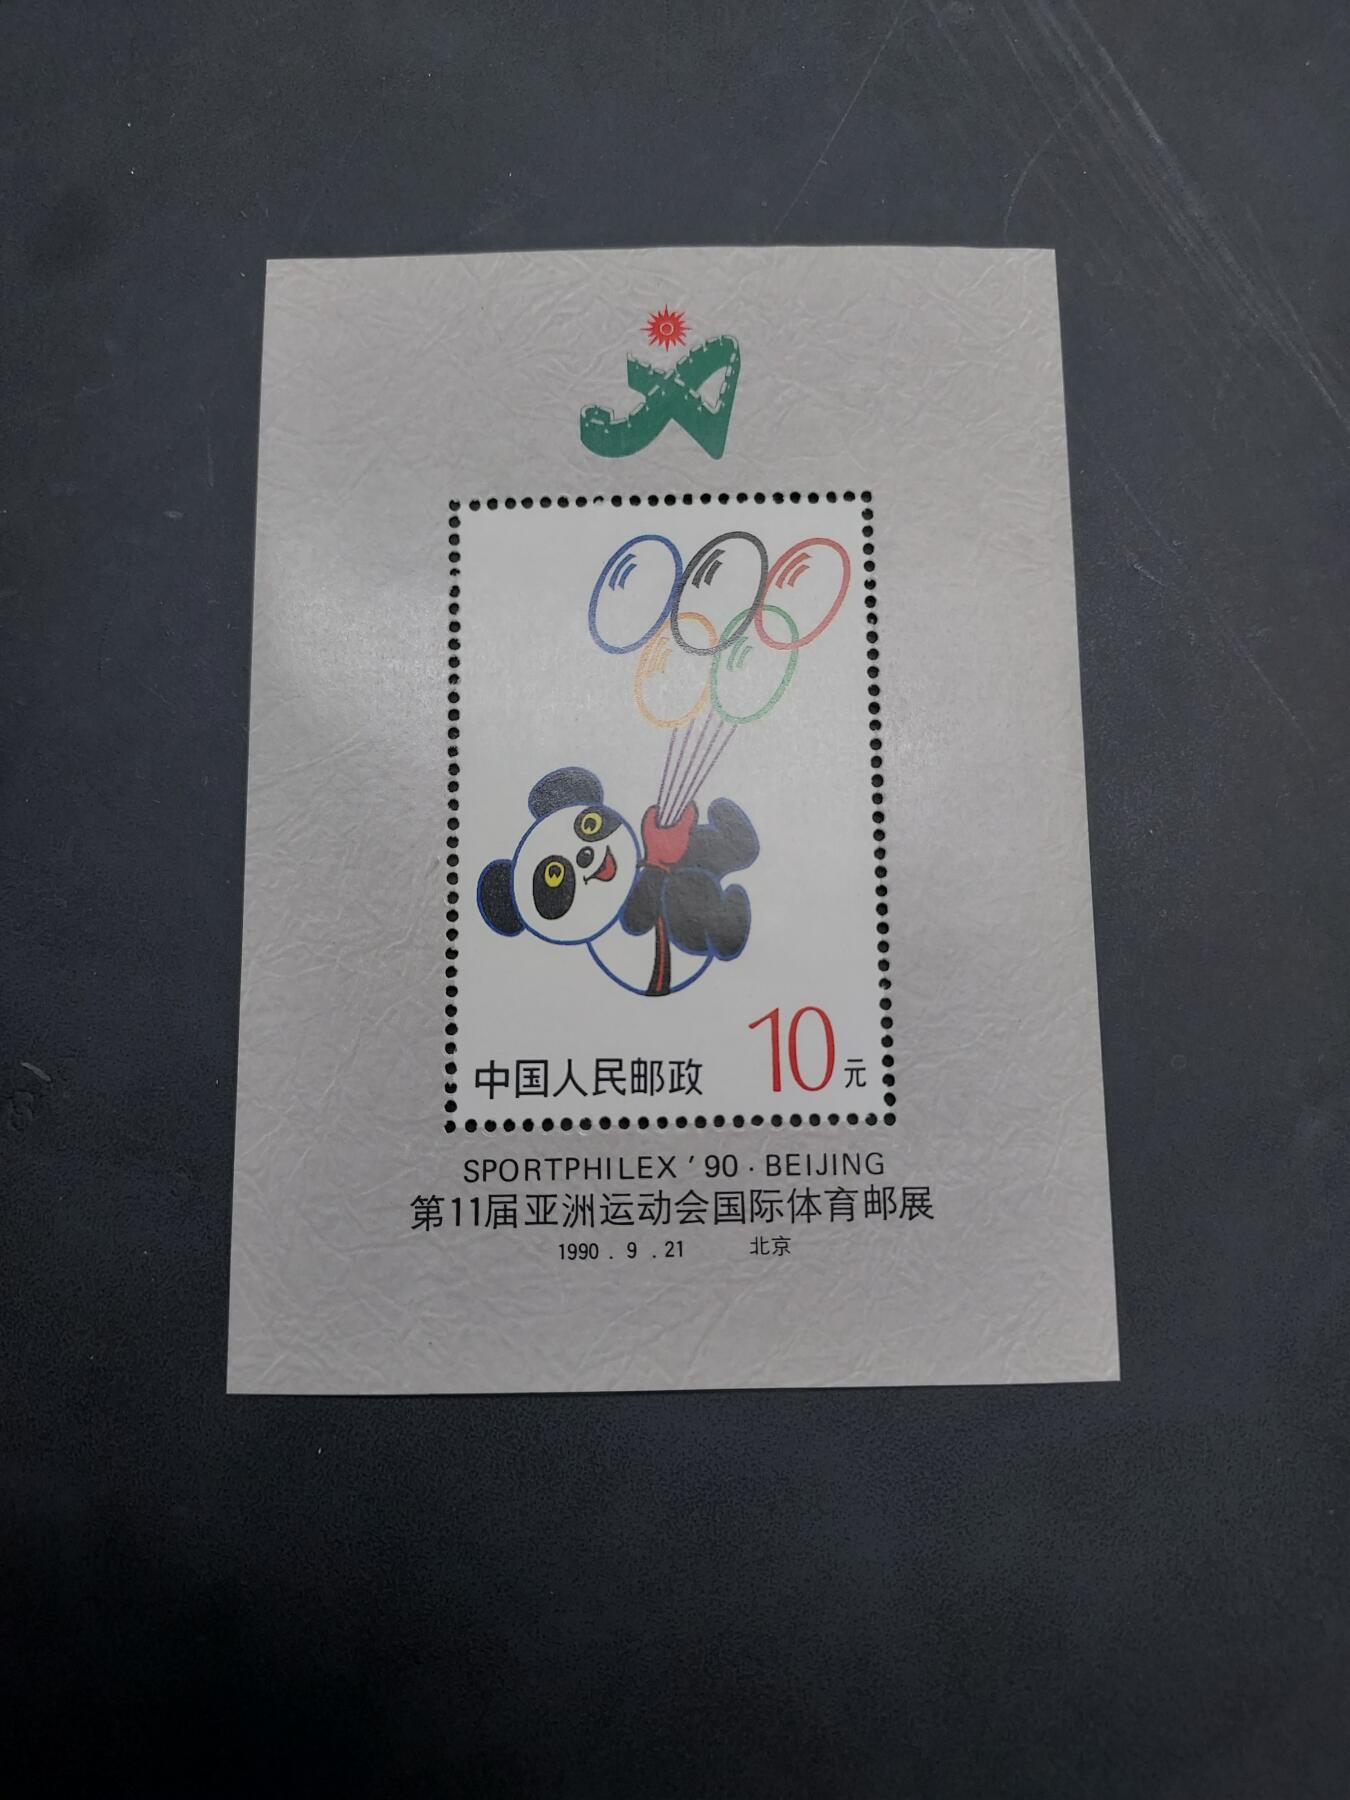 中国人民邮政 10元
SPORTPHILEX '90·BEIJING
第11届亚洲运动会国际体育邮展
1990.9.21 北京